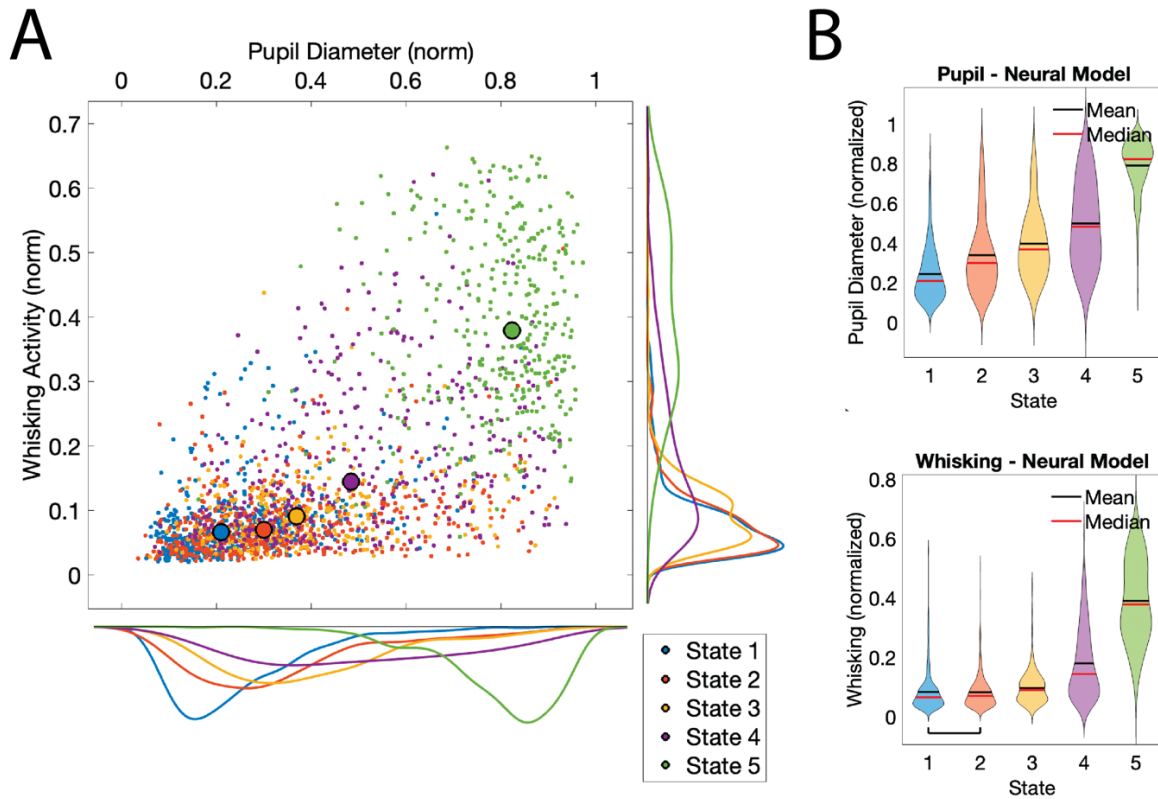 A
Pupil Diameter (norm)
0 0.2 0.4 0.6 0.8 1
Whisking Activity (norm)
0.7
0.6
0.5
0.4
0.3
0.2
0.1
0
State 1
State 2
State 3
State 4
State 5
B
Pupil - Neural Model
Mean
Median
Pupil Diameter (normalized)
1
0.8
0.6
0.4
0.2
0
1 2 3 4 5
State
Whisking - Neural Model
Mean
Median
Whisking (normalized)
0.8
0.6
0.4
0.2
0
1 2 3 4 5
State